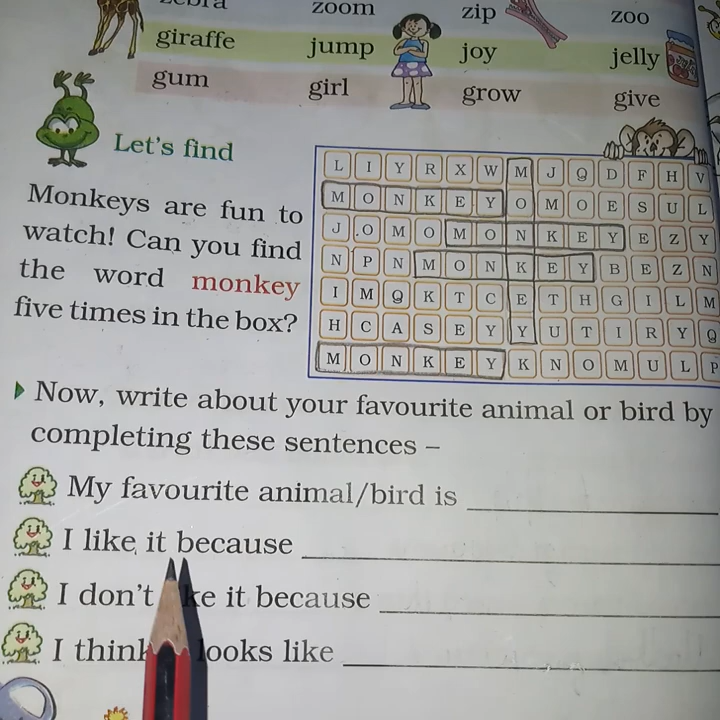 zebra zoom zip zoo
giraffe jump joy jelly
gum girl grow give
Let's find
Monkeys are fun to
watch! Can you find
the word monkey
five times in the box?
L I Y R X W M J Q D F H V
M O N K E Y O M O E S U L
J O M O M O N K E Y E Z Y
N P N M O N K E Y B E Z N
I M Q K T C E T H G I L M
H C A S E Y Y U T I R Y Q
M O N K E Y K N O M U L P
Now, write about your favourite animal or bird by
completing these sentences –
My favourite animal/bird is
I like it because
I don't ke it because
I think looks like